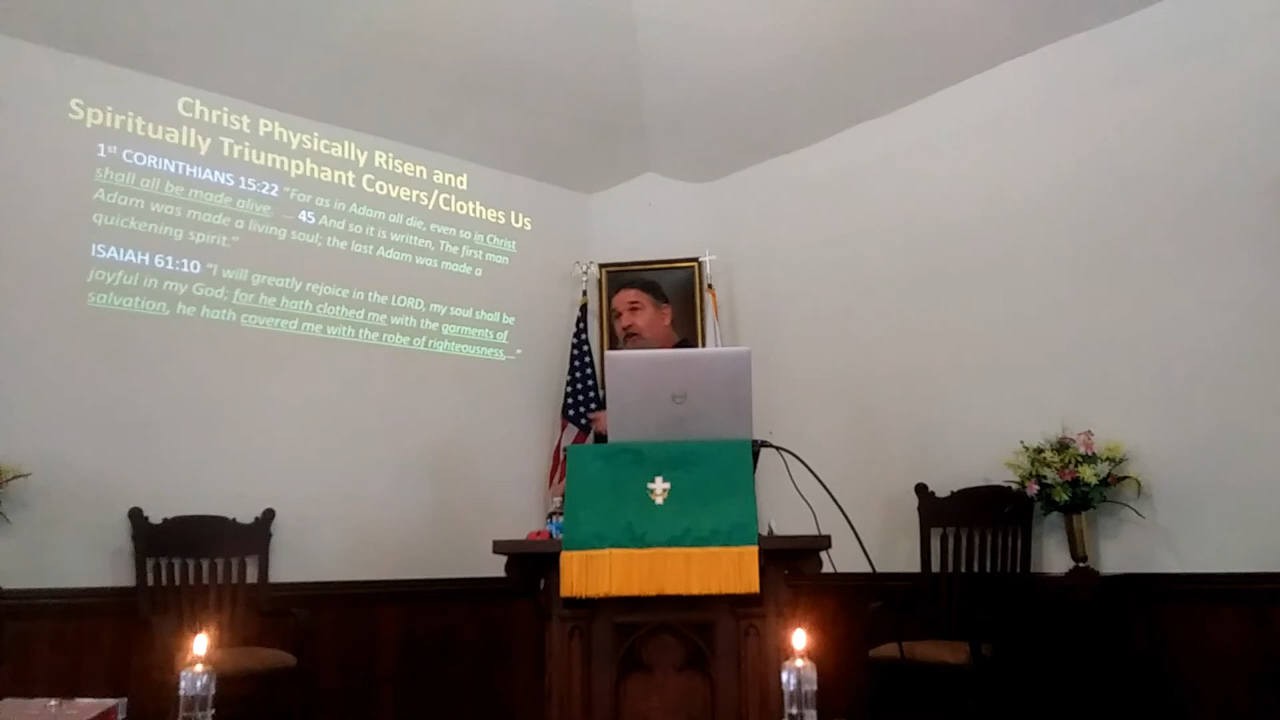 Christ Physically Risen and
Spiritually Triumphant Covers/Clothes Us
1st CORINTHIANS 15:22 “For as in Adam all die, even so in Christ
shall all be made alive. ... 45 And so it is written, The first man
Adam was made a living soul; the last Adam was made a
quickening spirit.”
ISAIAH 61:10 “I will greatly rejoice in the LORD, my soul shall be
joyful in my God; for he hath clothed me with the garments of
salvation, he hath covered me with the robe of righteousness,...”
DELL